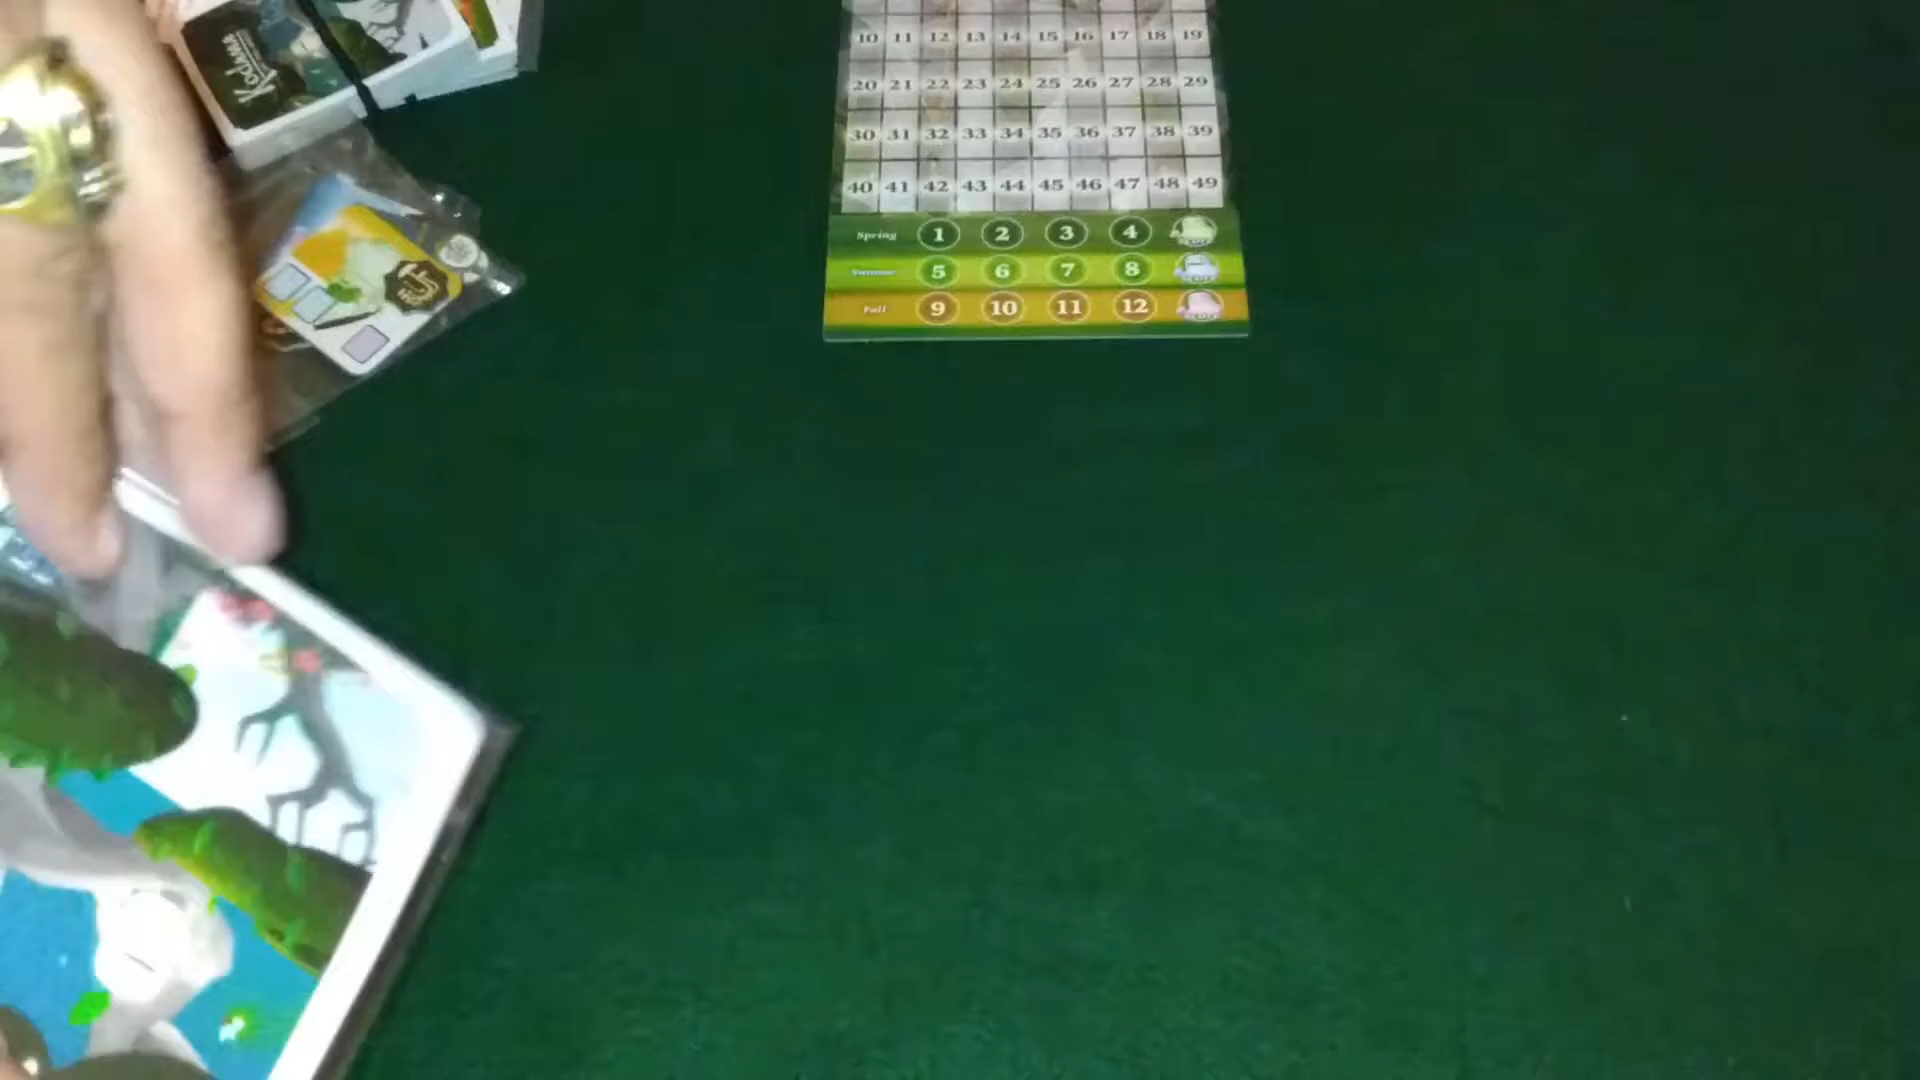 Kodama
10 11 12 13 14 15 16 17 18 19
20 21 22 23 24 25 26 27 28 29
30 31 32 33 34 35 36 37 38 39
40 41 42 43 44 45 46 47 48 49
Spring 1 2 3 4
Summer 5 6 7 8
Fall 9 10 11 12